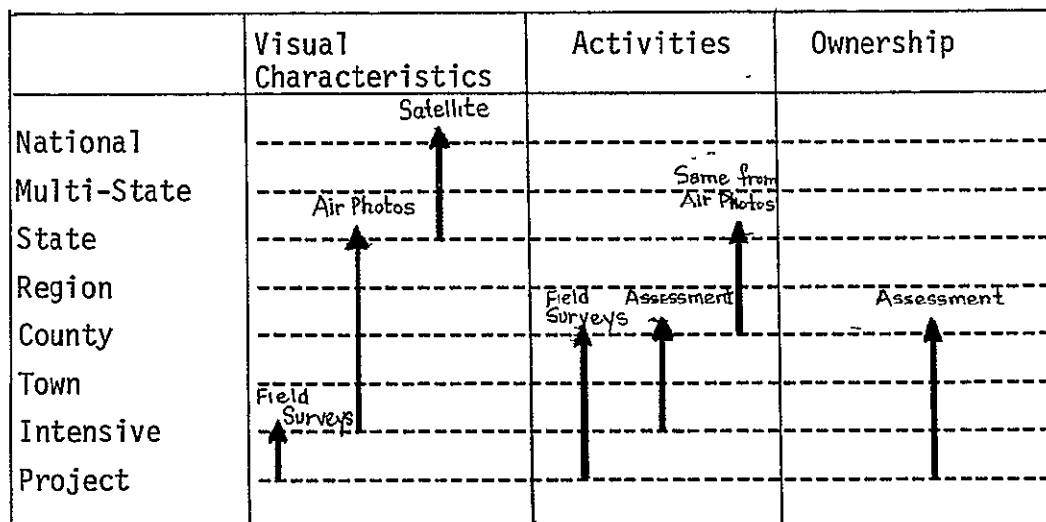 Visual
Characteristics
Activities
Ownership
Satellite
National
Multi-State
Same from
Air Photos
Air Photos
State
Region
Field
Surveys
Assessment
Assessment
County
Town
Field
Surveys
Intensive
Project